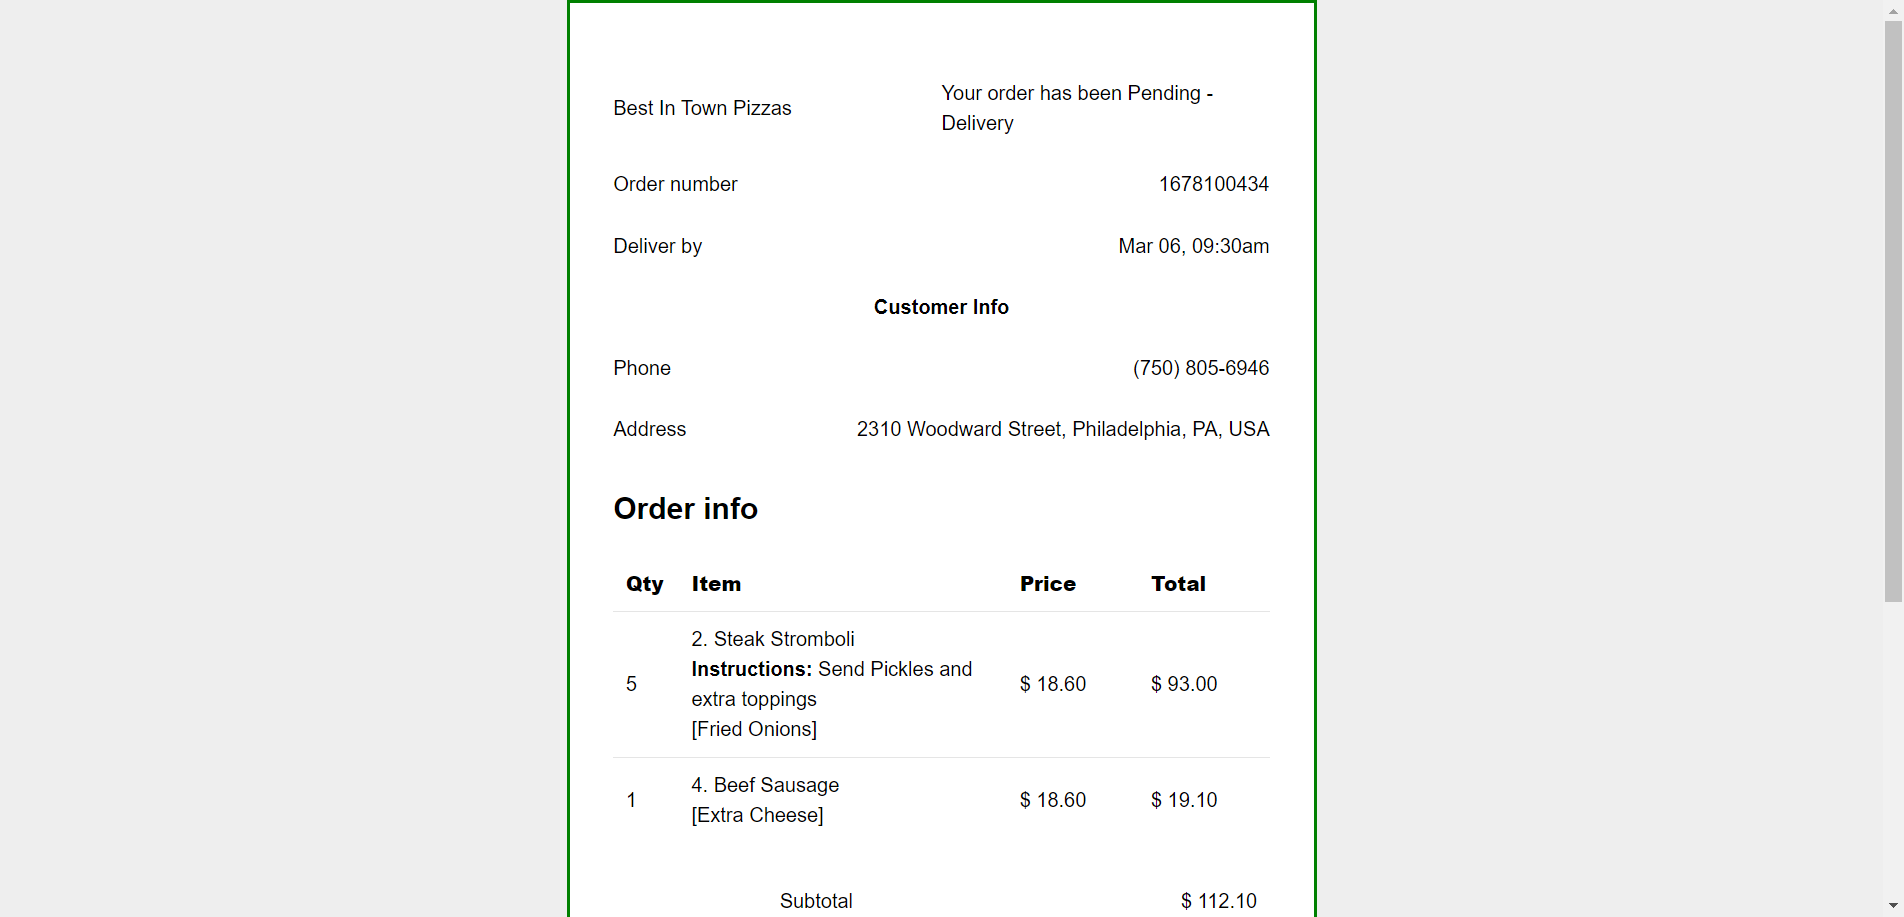 Best In Town Pizzas
Your order has been Pending -
Delivery
Order number 1678100434
Deliver by Mar 06, 09:30am
Customer Info
Phone (750) 805-6946
Address 2310 Woodward Street, Philadelphia, PA, USA
Order info
Qty Item Price Total
2. Steak Stromboli
Instructions: Send Pickles and
5 $ 18.60 $ 93.00
extra toppings
[Fried Onions]
4. Beef Sausage
1 $ 18.60 $ 19.10
[Extra Cheese]
Subtotal $ 112.10